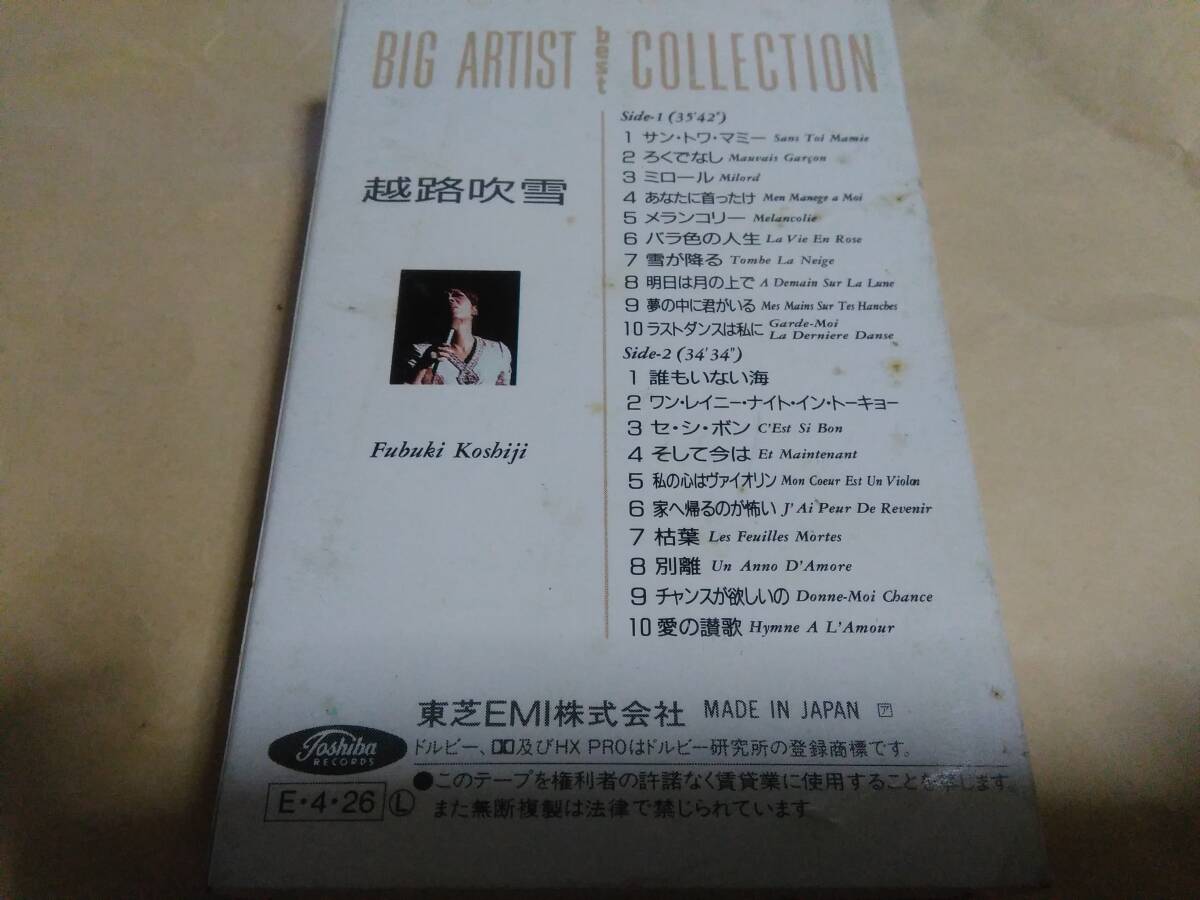 BIG ARTIST best COLLECTION
越路吹雪
Fubuki Koshiji
Side-1 (35'42")
1 サン・トワ・マミー Sans Toi Mamie
2 ろくでなし Mauvais Garçon
3 ミロール Milord
4 あなたに首ったけ Men Manege a Moi
5 メランコリー Melancolie
6 バラ色の人生 La Vie En Rose
7 雪が降る Tombe La Neige
8 明日は月の上で A Demain Sur La Lune
9 夢の中に君がいる Mes Mains Sur Tes Hanches
10 ラストダンスは私に Garde-Moi
La Derniere Danse
Side-2 (34'34")
1 誰もいない海
2 ワン・レイニー・ナイト・イン・トーキョー
3 セ・シ・ボン C'Est Si Bon
4 そして今は Et Maintenant
5 私の心はヴァイオリン Mon Coeur Est Un Violon
6 家へ帰るのが怖い J'Ai Peur De Revenir
7 枯葉 Les Feuilles Mortes
8 別離 Un Anno D'Amore
9 チャンスが欲しいの Donne-Moi Chance
10 愛の讃歌 Hymne A L'Amour
東芝EMI株式会社 MADE IN JAPAN ア
Toshiba
RECORDS
ドルビー、及びHX PROはドルビー研究所の登録商標です。
●このテープを権利者の許諾なく賃貸業に使用することを禁じます。
また無断複製は法律で禁じられています
E・4・26 Ⓛ